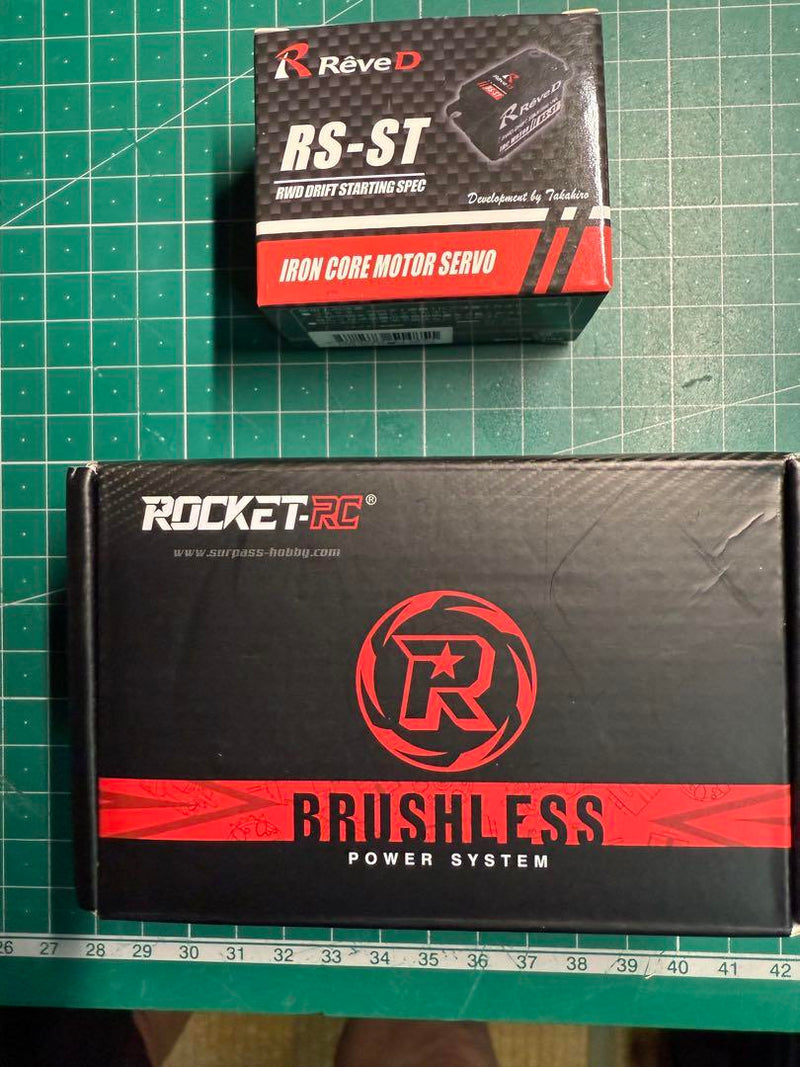 Rêve D
RS-ST
RWD DRIFT STARTING SPEC
Development by Takahiro
IRON CORE MOTOR SERVO
ROCKET-RC®
www.surpass-hobby.com
R
BRUSHLESS
POWER SYSTEM
26 27 28 29 30 31 32 33 34 35 36 37 38 39 40 41 42